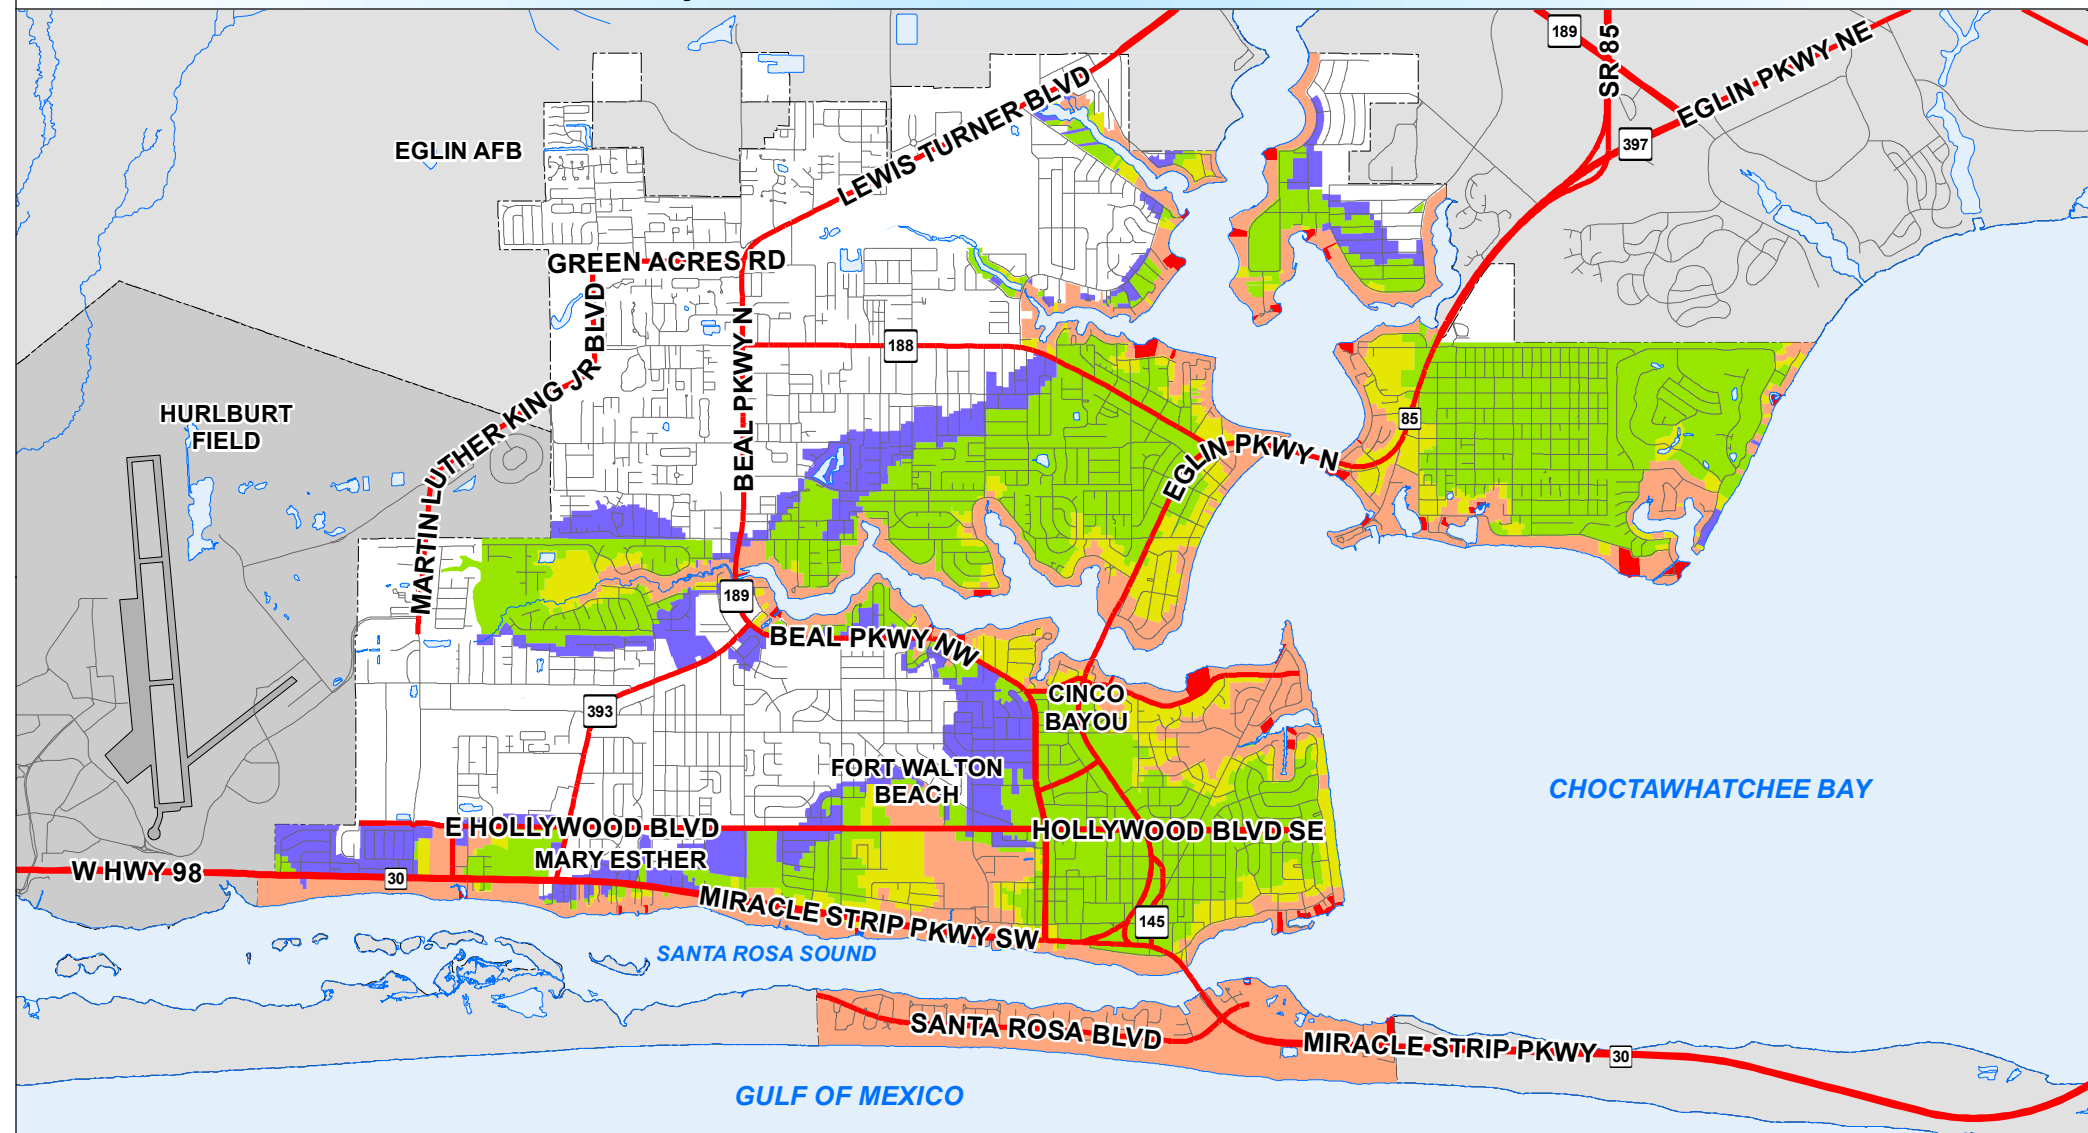 189
SR 85
EGLIN PKWY NE
397
LEWIS TURNER BLVD
EGLIN AFB
GREEN ACRES RD
MARTIN LUTHER KING JR BLVD
BEAL PKWY N
188
HURLBURT
FIELD
85
EGLIN PKWY N
189
BEAL PKWY NW
393
CINCO
BAYOU
FORT WALTON
BEACH
CHOCTAWHATCHEE BAY
E HOLLYWOOD BLVD
HOLLYWOOD BLVD SE
MARY ESTHER
W HWY 98
30
MIRACLE STRIP PKWY SW
145
SANTA ROSA SOUND
SANTA ROSA BLVD
MIRACLE STRIP PKWY
30
GULF OF MEXICO